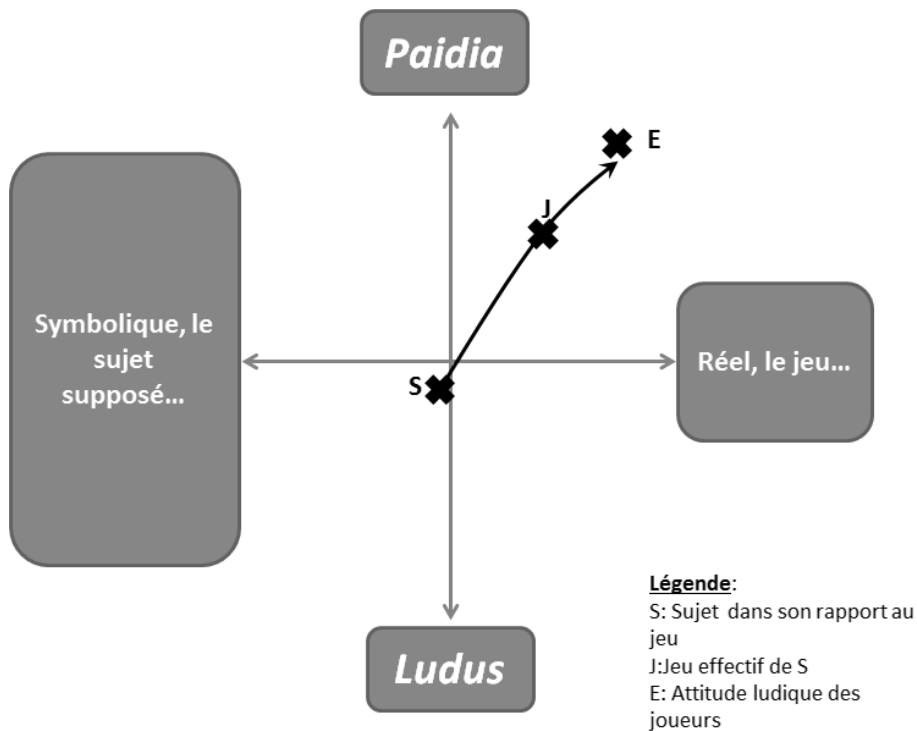 Paidia
E
J
Symbolique, le
sujet
supposé...
Réel, le jeu...
S
Ludus
Légende:
S: Sujet dans son rapport au
jeu
J:Jeu effectif de S
E: Attitude ludique des
joueurs